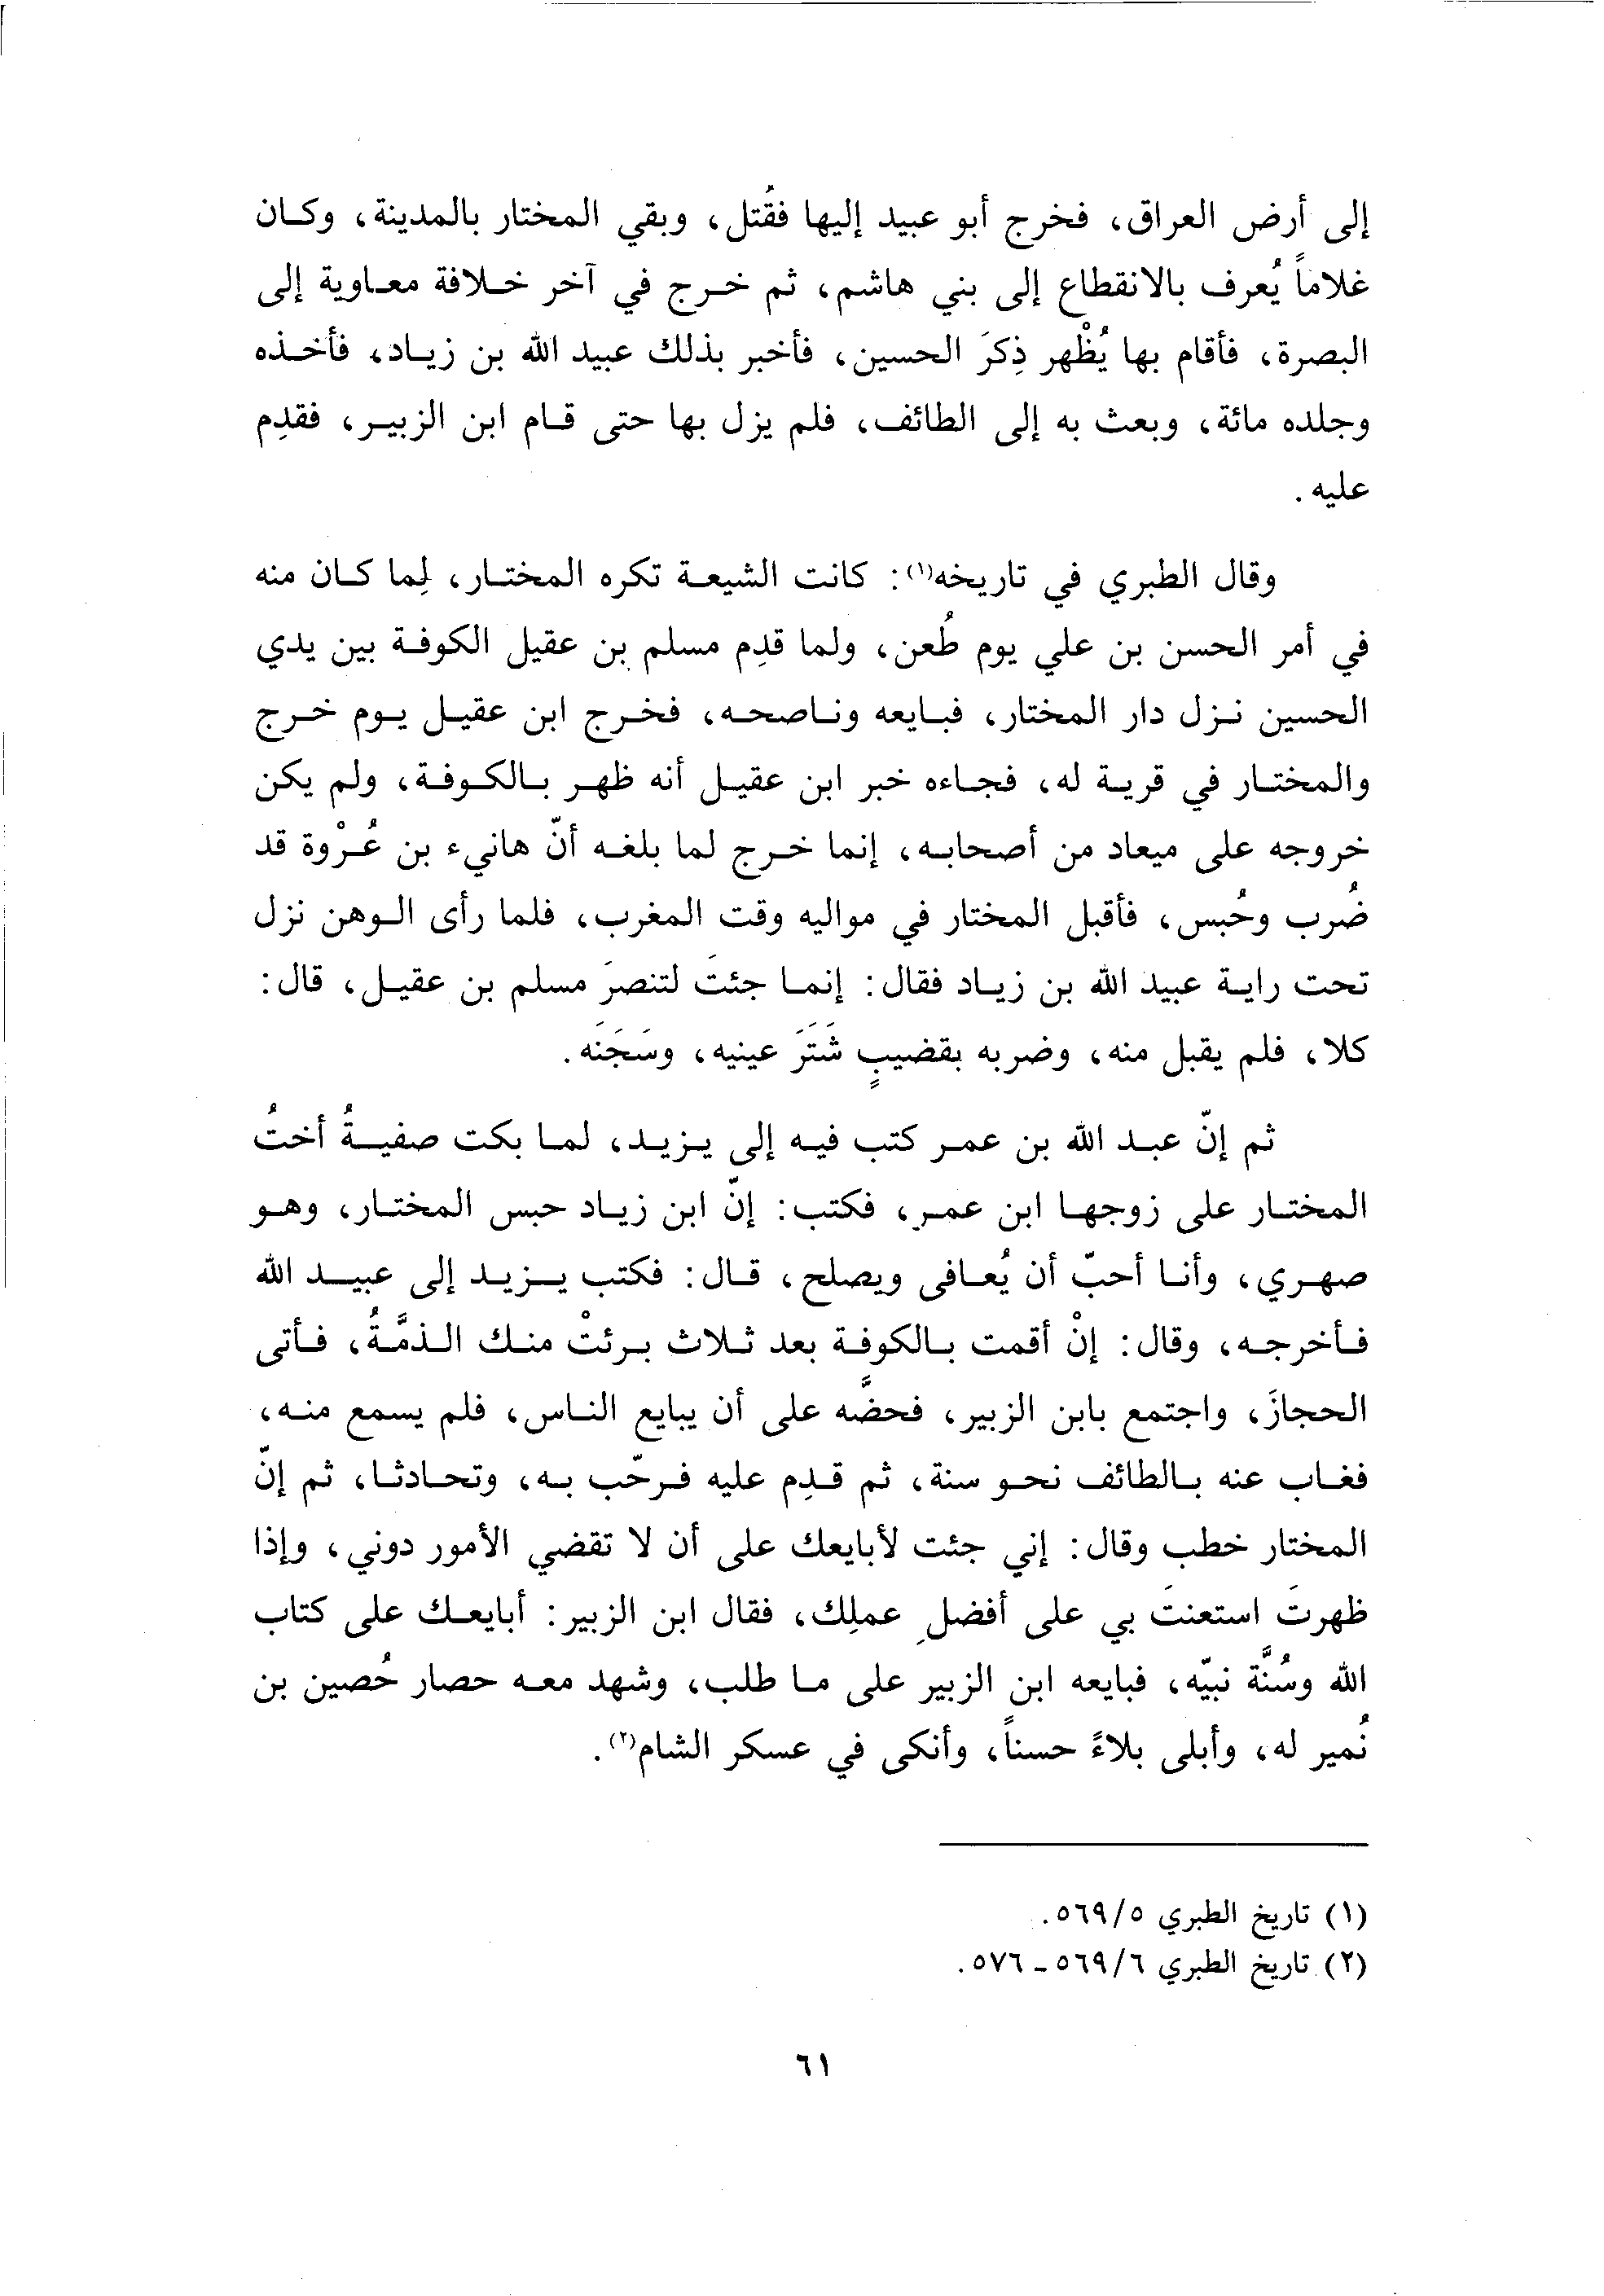 إلى أرض العراق، فخرج أبو عبيد إليها فقُتل، وبقي المختار بالمدينة، وكان
غلاماً يُعرف بالانقطاع إلى بني هاشم، ثم خرج في آخر خلافة معاوية إلى
البصرة، فأقام بها يُظْهر ذِكرَ الحسين، فأخبر بذلك عبيد الله بن زياد، فأخذه
وجلده مائة، وبعث به إلى الطائف، فلم يزل بها حتى قام ابن الزبير، فقدِم
عليه.
وقال الطبري في تاريخه(١): كانت الشيعة تكره المختار، لِما كان منه
في أمر الحسن بن علي يوم طُعن، ولما قدِم مسلم بن عقيل الكوفة بين يدي
الحسين نزل دار المختار، فبايعه وناصحه، فخرج ابن عقيل يوم خرج
والمختار في قرية له، فجاءه خبر ابن عقيل أنه ظهر بالكوفة، ولم يكن
خروجه على ميعاد من أصحابه، إنما خرج لما بلغه أنّ هانيء بن عُرْوة قد
ضُرب وحُبس، فأقبل المختار في مواليه وقت المغرب، فلما رأى الوهن نزل
تحت راية عبيد الله بن زياد فقال: إنما جئتَ لتنصرَ مسلم بن عقيل، قال:
كلا، فلم يقبل منه، وضربه بقضيبٍ شَتَرَ عينيه، وسَجَنَه.
ثم إنّ عبد الله بن عمر كتب فيه إلى يزيد، لما بكت صفيةُ أختُ
المختار على زوجها ابن عمر، فكتب: إنّ ابن زياد حبس المختار، وهو
صهري، وأنا أحبّ أن يُعافى ويصلح، قال: فكتب يزيد إلى عبيد الله
فأخرجه، وقال: إنْ أقمت بالكوفة بعد ثلاث برئتْ منك الذمَّةُ، فأتى
الحجازَ، واجتمع بابن الزبير، فحضَّه على أن يبايع الناس، فلم يسمع منه،
فغاب عنه بالطائف نحو سنة، ثم قدِم عليه فرحّب به، وتحادثا، ثم إنّ
المختار خطب وقال: إني جئت لأبايعك على أن لا تقضي الأمور دوني، وإذا
ظهرتَ استعنتَ بي على أفضلِ عملِك، فقال ابن الزبير: أبايعك على كتاب
الله وسُنَّة نبيّه، فبايعه ابن الزبير على ما طلب، وشهد معه حصار حُصين بن
نُمير له، وأبلى بلاءً حسناً، وأنكى في عسكر الشام(٢).
(١) تاريخ الطبري ٥٦٩/٥.
(٢) تاريخ الطبري ٥٦٩/٦ - ٥٧٦.
٦١